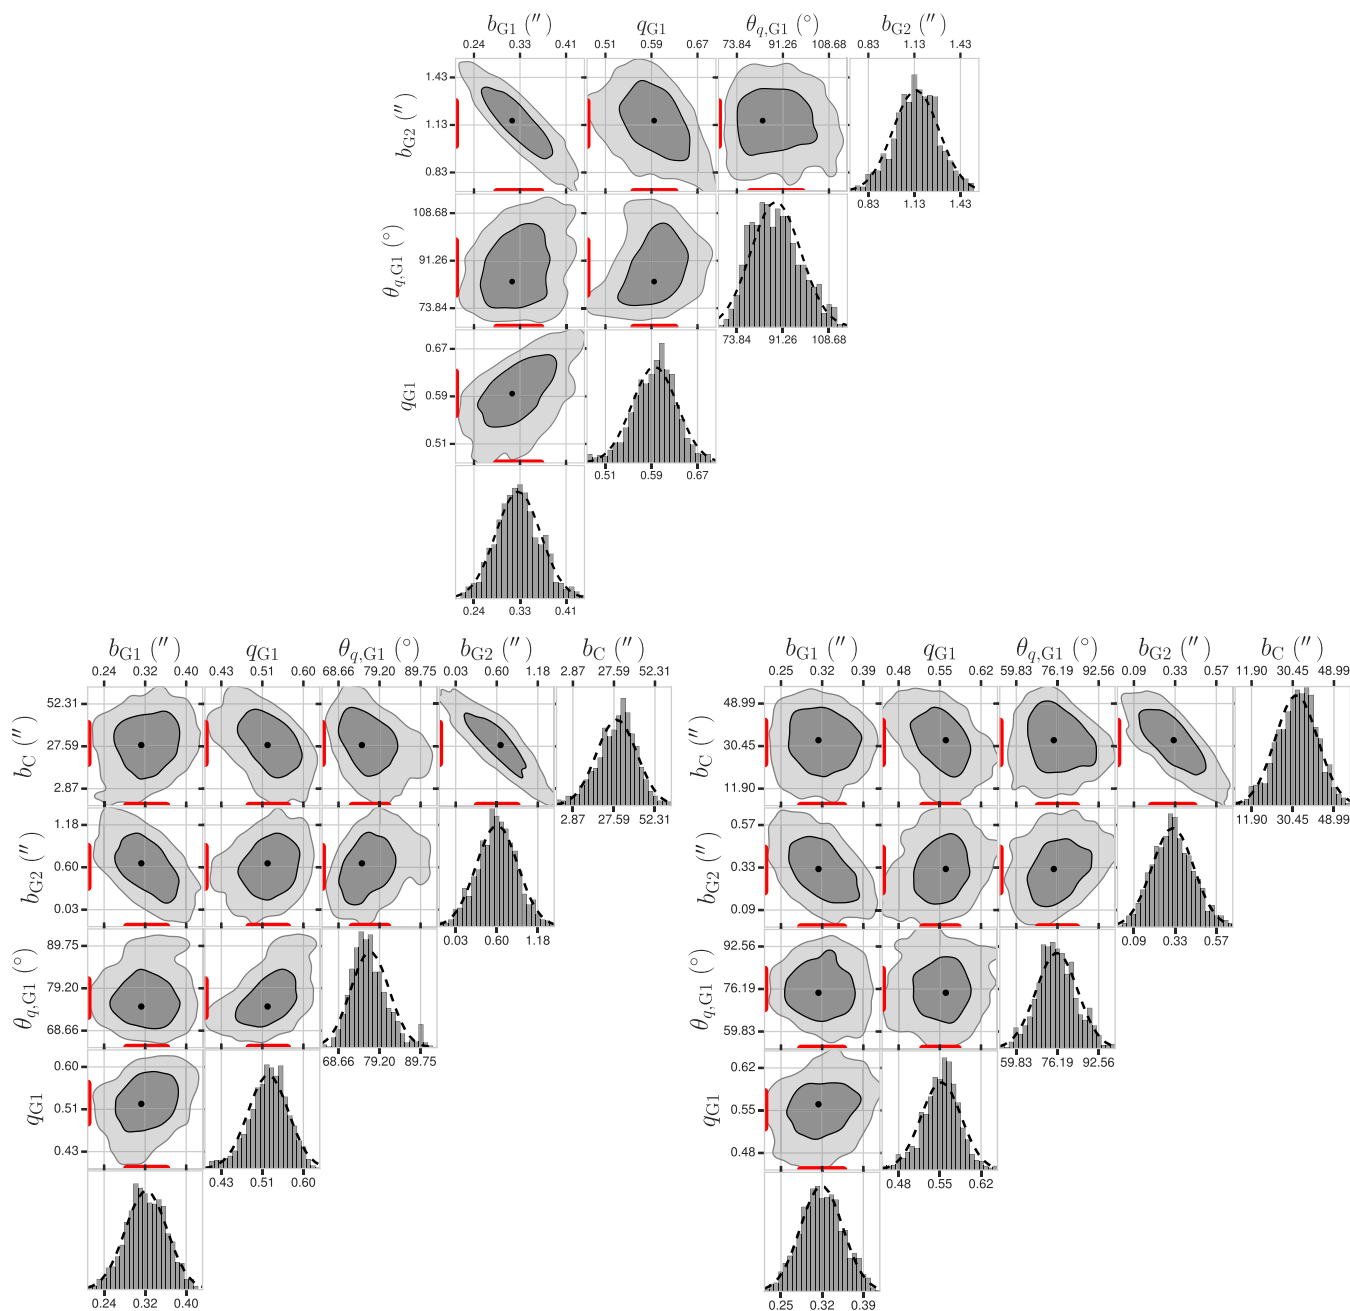 b_G1 (″) q_G1 θ_q,G1 (°) b_G2 (″)
0.24 0.33 0.41 0.51 0.59 0.67 73.84 91.26 108.68 0.83 1.13 1.43
b_G2 (″) 1.43
1.13
0.83
0.83 1.13 1.43
θ_q,G1 (°) 108.68
91.26
73.84
73.84 91.26 108.68
q_G1 0.67
0.59
0.51
0.51 0.59 0.67
0.24 0.33 0.41
b_G1 (″) q_G1 θ_q,G1 (°) b_G2 (″) b_C (″)
0.24 0.32 0.40 0.43 0.51 0.60 68.66 79.20 89.75 0.03 0.60 1.18 2.87 27.59 52.31
b_C (″) 52.31
27.59
2.87
2.87 27.59 52.31
b_G2 (″) 1.18
0.60
0.03
0.03 0.60 1.18
θ_q,G1 (°) 89.75
79.20
68.66
68.66 79.20 89.75
q_G1 0.60
0.51
0.43
0.43 0.51 0.60
0.24 0.32 0.40
b_G1 (″) q_G1 θ_q,G1 (°) b_G2 (″) b_C (″)
0.25 0.32 0.39 0.48 0.55 0.62 59.83 76.19 92.56 0.09 0.33 0.57 11.90 30.45 48.99
b_C (″) 48.99
30.45
11.90
11.90 30.45 48.99
b_G2 (″) 0.57
0.33
0.09
0.09 0.33 0.57
θ_q,G1 (°) 92.56
76.19
59.83
59.83 76.19 92.56
q_G1 0.62
0.55
0.48
0.48 0.55 0.62
0.25 0.32 0.39